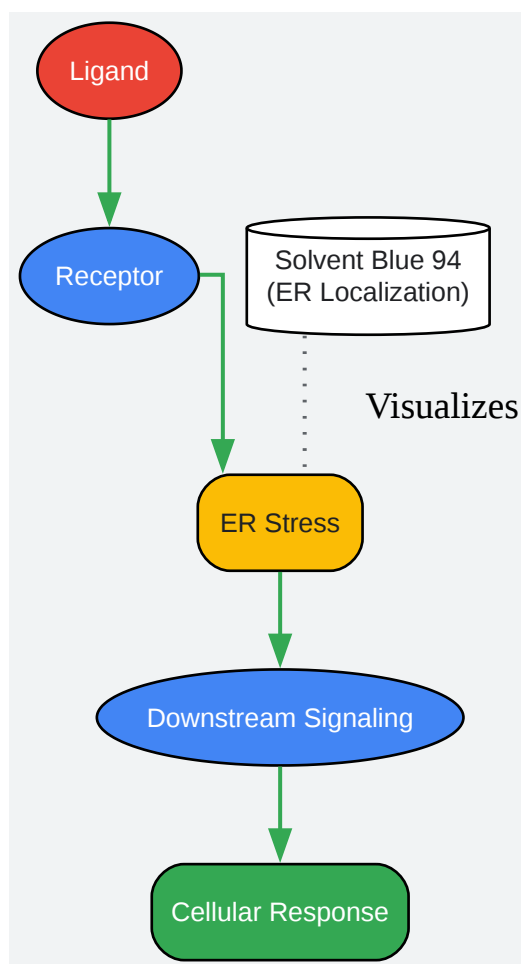 Ligand
Receptor
Solvent Blue 94
(ER Localization)
Visualizes
ER Stress
Downstream Signaling
Cellular Response